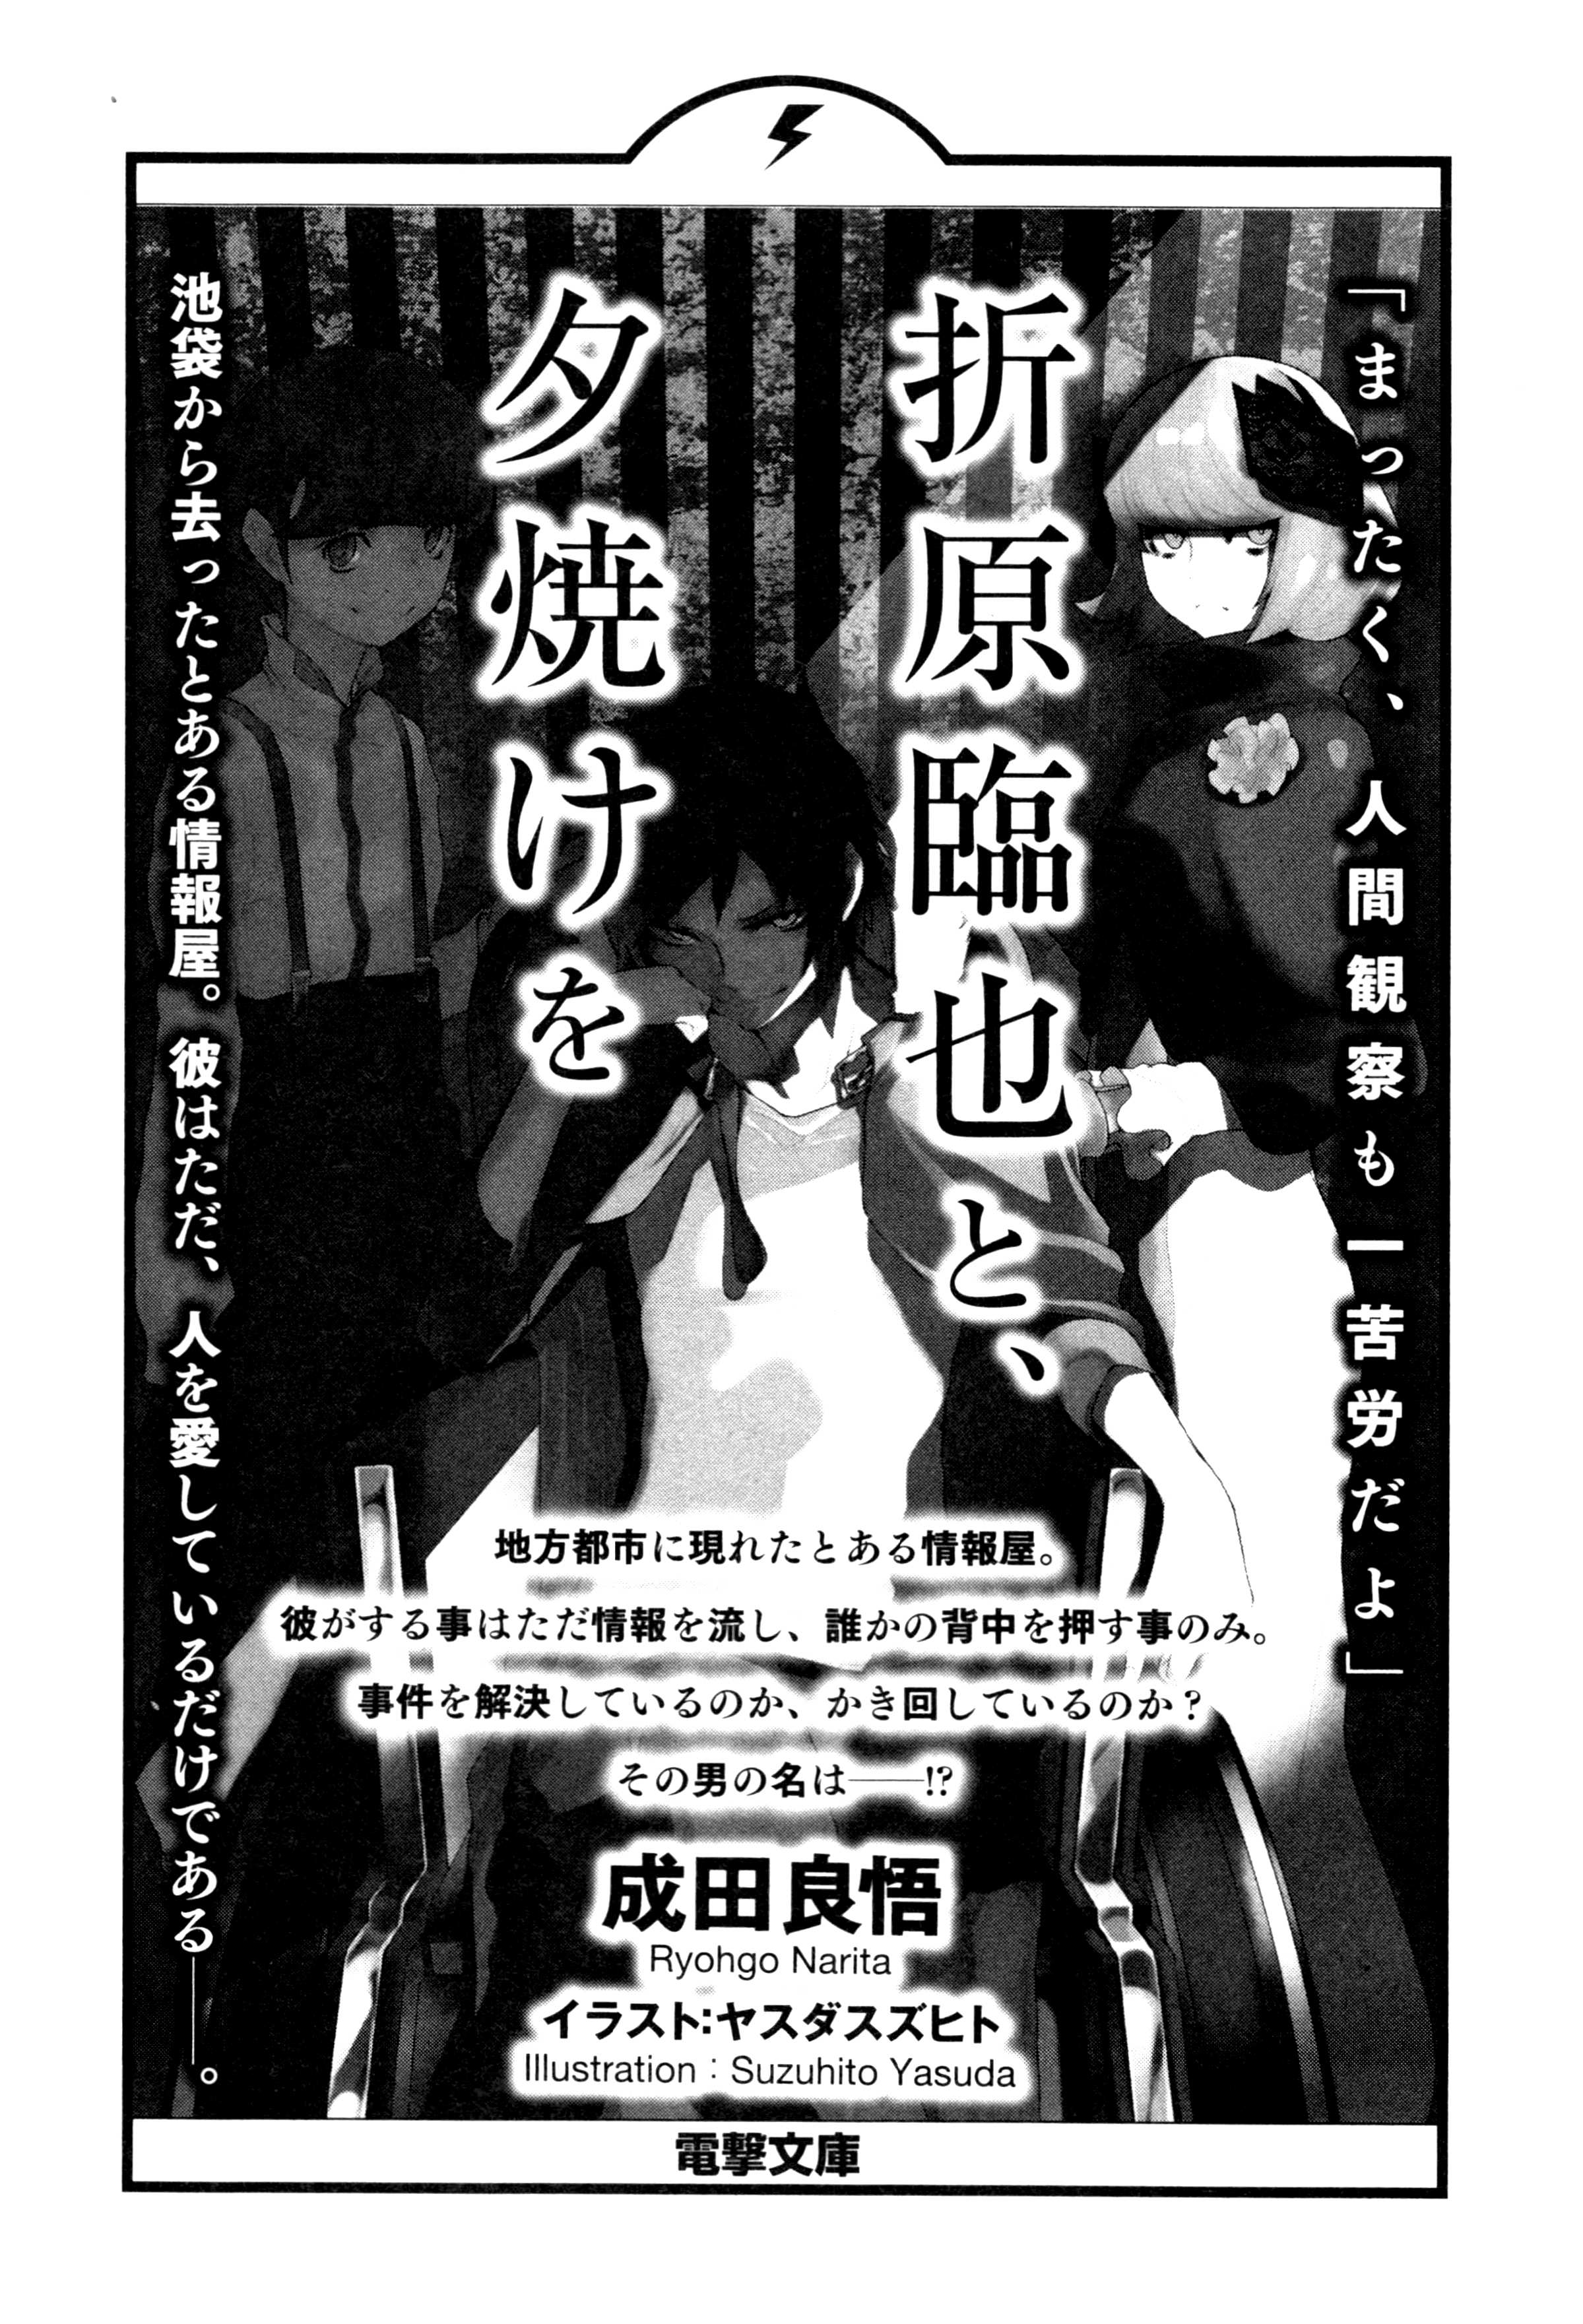 「まったく、人間観察も一苦労だよ」
折原臨也と、
夕焼けを
池袋から去ったとある情報屋。彼はただ、人を愛しているだけである──。
地方都市に現れたとある情報屋。
彼がする事はただ情報を流し、誰かの背中を押す事のみ。
事件を解決しているのか、かき回しているのか？
その男の名は──!?
成田良悟
Ryohgo Narita
イラスト：ヤスダスズヒト
Illustration：Suzuhito Yasuda
電撃文庫